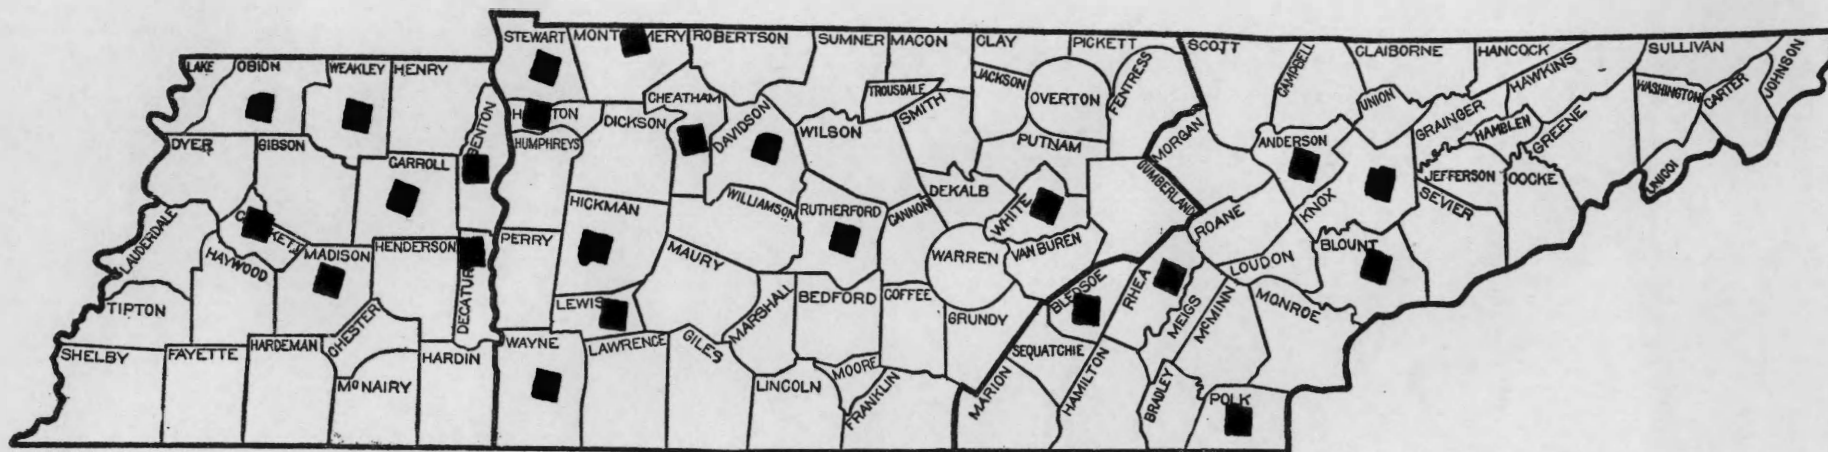 STEWART
MONTGOMERY
ROBERTSON
SUMNER
MACON
CLAY
PICKETT
SCOTT
CAMPBELL
CLAIBORNE
HANCOCK
SULLIVAN
JOHNSON
LAKE
OBION
WEAKLEY
HENRY
BENTON
HOUSTON
CHEATHAM
TROUSDALE
JACKSON
OVERTON
FENTRESS
UNION
HAWKINS
WASHINGTON
CARTER
DYER
GIBSON
CARROLL
HUMPHREYS
DICKSON
DAVIDSON
WILSON
SMITH
PUTNAM
MORGAN
ANDERSON
GRAINGER
HAMBLEN
GREENE
UNICOI
LAUDERDALE
CROCKETT
HICKMAN
WILLIAMSON
RUTHERFORD
CANNON
DEKALB
WHITE
CUMBERLAND
ROANE
KNOX
JEFFERSON
COCKE
SEVIER
HAYWOOD
MADISON
HENDERSON
DECATUR
PERRY
MAURY
WARREN
VAN BUREN
LOUDON
BLOUNT
TIPTON
LEWIS
MARSHALL
BEDFORD
COFFEE
GRUNDY
BLEDSOE
RHEA
MEIGS
McMINN
MONROE
SHELBY
FAYETTE
HARDEMAN
CHESTER
McNAIRY
HARDIN
WAYNE
LAWRENCE
GILES
LINCOLN
MOORE
FRANKLIN
SEQUATCHIE
MARION
HAMILTON
BRADLEY
POLK